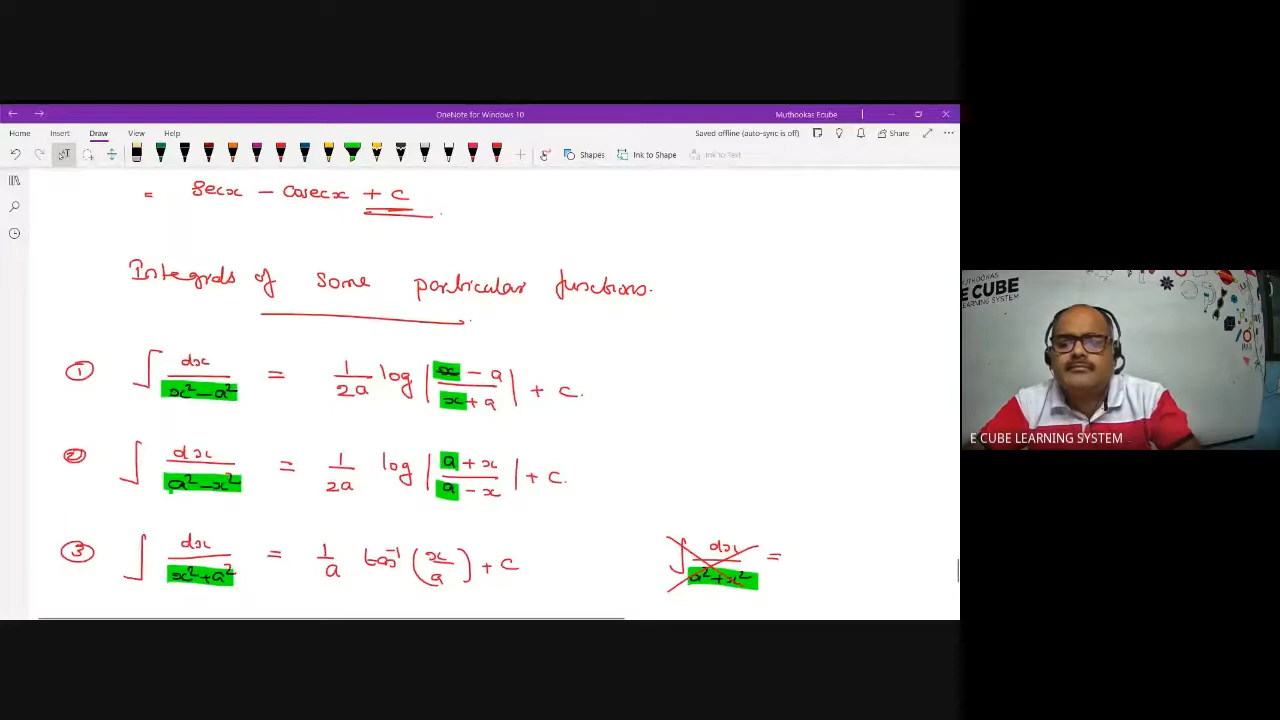 OneNote for Windows 10
Muthookas Ecube
Home Insert Draw View Help
Saved offline (auto-sync is off)
Share
Shapes
Ink to Shape
Ink to Text
= Secx - Cosecx + c
Integrals of some particular functions.
① ∫ dx / (x² - a²) = 1/2a log | (x - a) / (x + a) | + c.
② ∫ dx / (a² - x²) = 1/2a log | (a + x) / (a - x) | + c.
③ ∫ dx / (x² + a²) = 1/a tan⁻¹ (x/a) + c
∫ dx / (a² + x²) =
E CUBE
LEARNING SYSTEM
E CUBE LEARNING SYSTEM